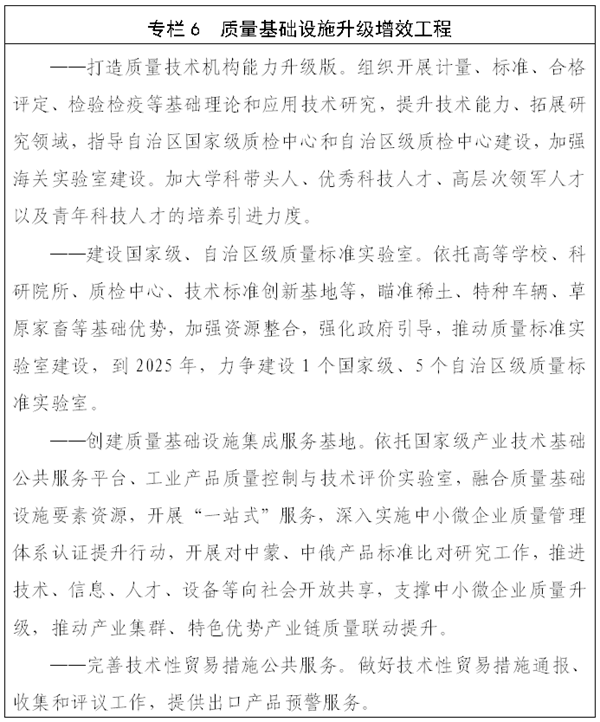 专栏 6　质量基础设施升级增效工程
——打造质量技术机构能力升级版。组织开展计量、标准、合格
评定、检验检疫等基础理论和应用技术研究，提升技术能力、拓展研
究领域，指导自治区国家级质检中心和自治区级质检中心建设，加强
海关实验室建设。加大学科带头人、优秀科技人才、高层次领军人才
以及青年科技人才的培养引进力度。
——建设国家级、自治区级质量标准实验室。依托高等学校、科
研院所、质检中心、技术标准创新基地等，瞄准稀土、特种车辆、草
原家畜等基础优势，加强资源整合，强化政府引导，推动质量标准实
验室建设，到 2025 年，力争建设 1 个国家级、5 个自治区级质量标
准实验室。
——创建质量基础设施集成服务基地。依托国家级产业技术基础
公共服务平台、工业产品质量控制与技术评价实验室，融合质量基础
设施要素资源，开展“一站式”服务，深入实施中小微企业质量管理
体系认证提升行动，开展对中蒙、中俄产品标准比对研究工作，推进
技术、信息、人才、设备等向社会开放共享，支撑中小微企业质量升
级，推动产业集群、特色优势产业链质量联动提升。
——完善技术性贸易措施公共服务。做好技术性贸易措施通报、
收集和评议工作，提供出口产品预警服务。